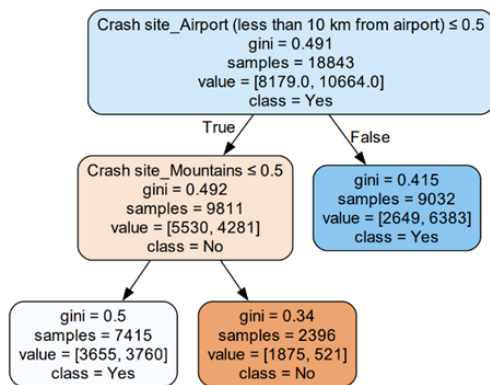 Crash site_Airport (less than 10 km from airport) ≤ 0.5
gini = 0.491
samples = 18843
value = [8179.0, 10664.0]
class = Yes
True
False
Crash site_Mountains ≤ 0.5
gini = 0.492
samples = 9811
value = [5530, 4281]
class = No
gini = 0.415
samples = 9032
value = [2649, 6383]
class = Yes
gini = 0.5
samples = 7415
value = [3655, 3760]
class = Yes
gini = 0.34
samples = 2396
value = [1875, 521]
class = No